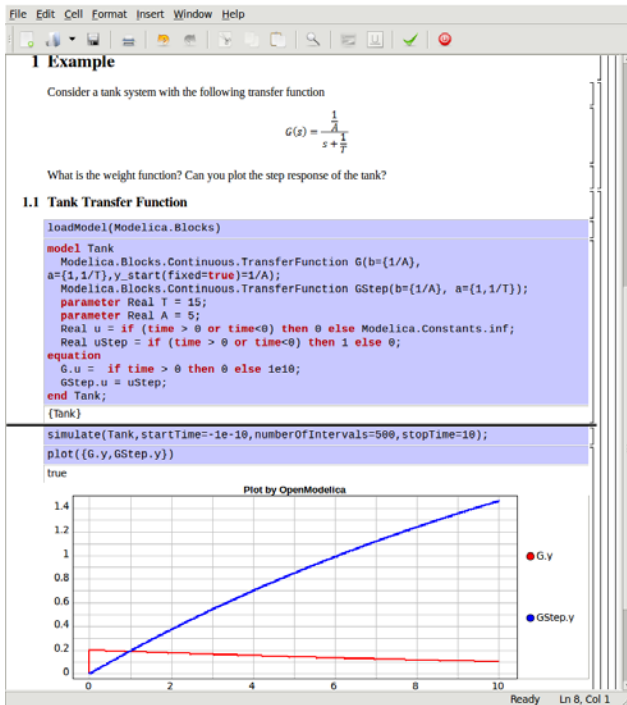 File Edit Cell Format Insert Window Help
1 Example
Consider a tank system with the following transfer function
G(s) = \frac{\frac{1}{A}}{s+\frac{1}{T}}
What is the weight function? Can you plot the step response of the tank?
1.1 Tank Transfer Function
loadModel(Modelica.Blocks)
model Tank
Modelica.Blocks.Continuous.TransferFunction G(b={1/A},
a={1,1/T},y_start(fixed=true)=1/A);
Modelica.Blocks.Continuous.TransferFunction GStep(b={1/A}, a={1,1/T});
parameter Real T = 15;
parameter Real A = 5;
Real u = if (time > 0 or time<0) then 0 else Modelica.Constants.inf;
Real uStep = if (time > 0 or time<0) then 1 else 0;
equation
G.u = if time > 0 then 0 else 1e10;
GStep.u = uStep;
end Tank;
{Tank}
simulate(Tank,startTime=-1e-10,numberOfIntervals=500,stopTime=10);
plot({G.y,GStep.y})
true
Plot by OpenModelica
1.4
1.2
1
0.8
0.6
0.4
0.2
0
0 2 4 6 8 10
G.y
GStep.y
Ready Ln 8, Col 1